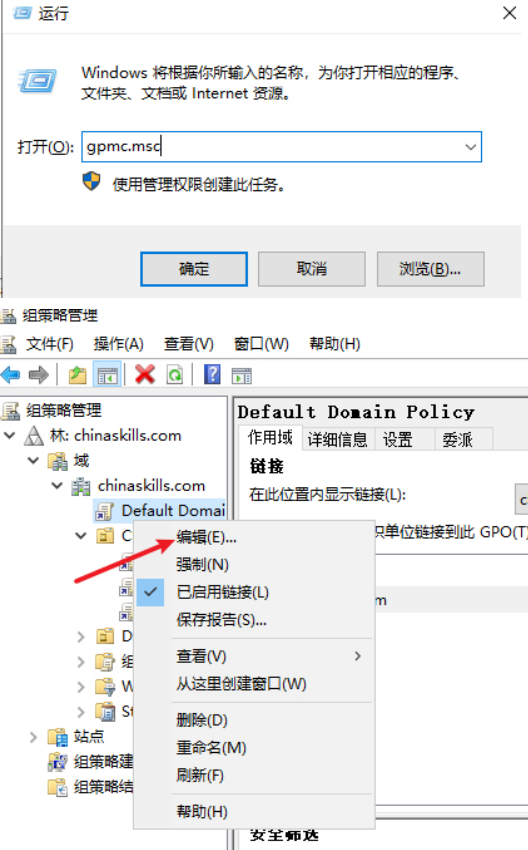 运行
Windows 将根据你所输入的名称，为你打开相应的程序、
文件夹、文档或 Internet 资源。
打开(O): gpmc.msc
使用管理权限创建此任务。
确定 取消 浏览(B)...
组策略管理
文件(F) 操作(A) 查看(V) 窗口(W) 帮助(H)
组策略管理
林: chinaskills.com
域
chinaskills.com
Default Domai
C
D
组
W
St
站点
组策略建
组策略结
编辑(E)...
强制(N)
已启用链接(L)
保存报告(S)...
查看(V)
从这里创建窗口(W)
删除(D)
重命名(M)
刷新(F)
帮助(H)
Default Domain Policy
作用域 详细信息 设置 委派
链接
在此位置内显示链接(L):
c
织单位链接到此 GPO(T)
m
安全筛选